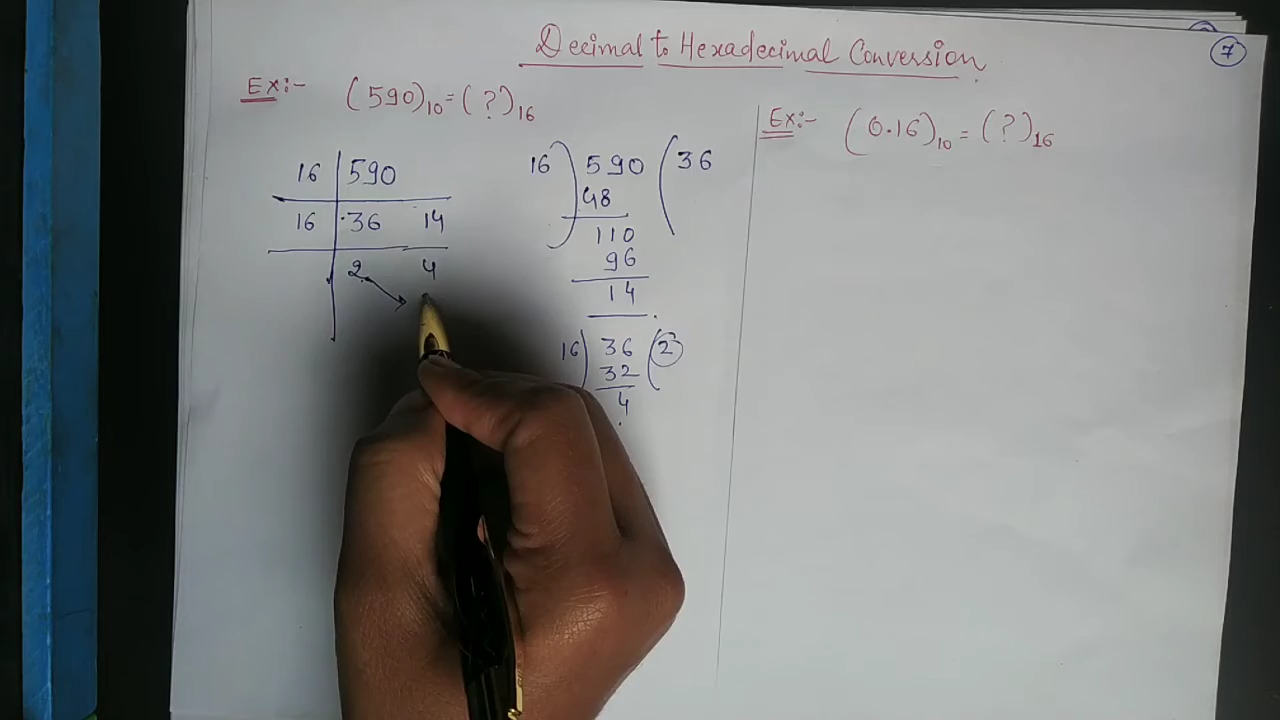 Decimal to Hexadecimal Conversion
7
Ex:- (590)10 = (?)16
16 590
16 36 14
2 4
16) 590 (36
48
110
96
14
16) 36 (2
32
4
Ex:- (0.16)10 = (?)16